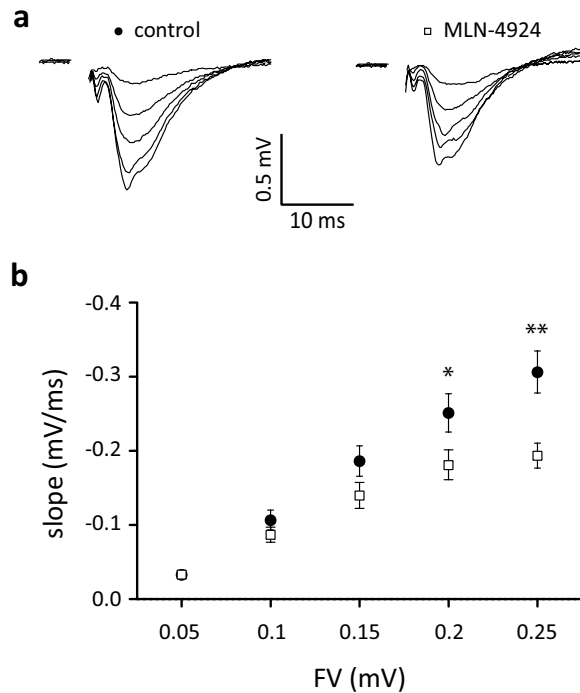 a
control MLN-4924
0.5 mV
10 ms
b
-0.4
-0.3
-0.2
-0.1
0.0
slope (mV/ms)
* **
0.05 0.1 0.15 0.2 0.25
FV (mV)